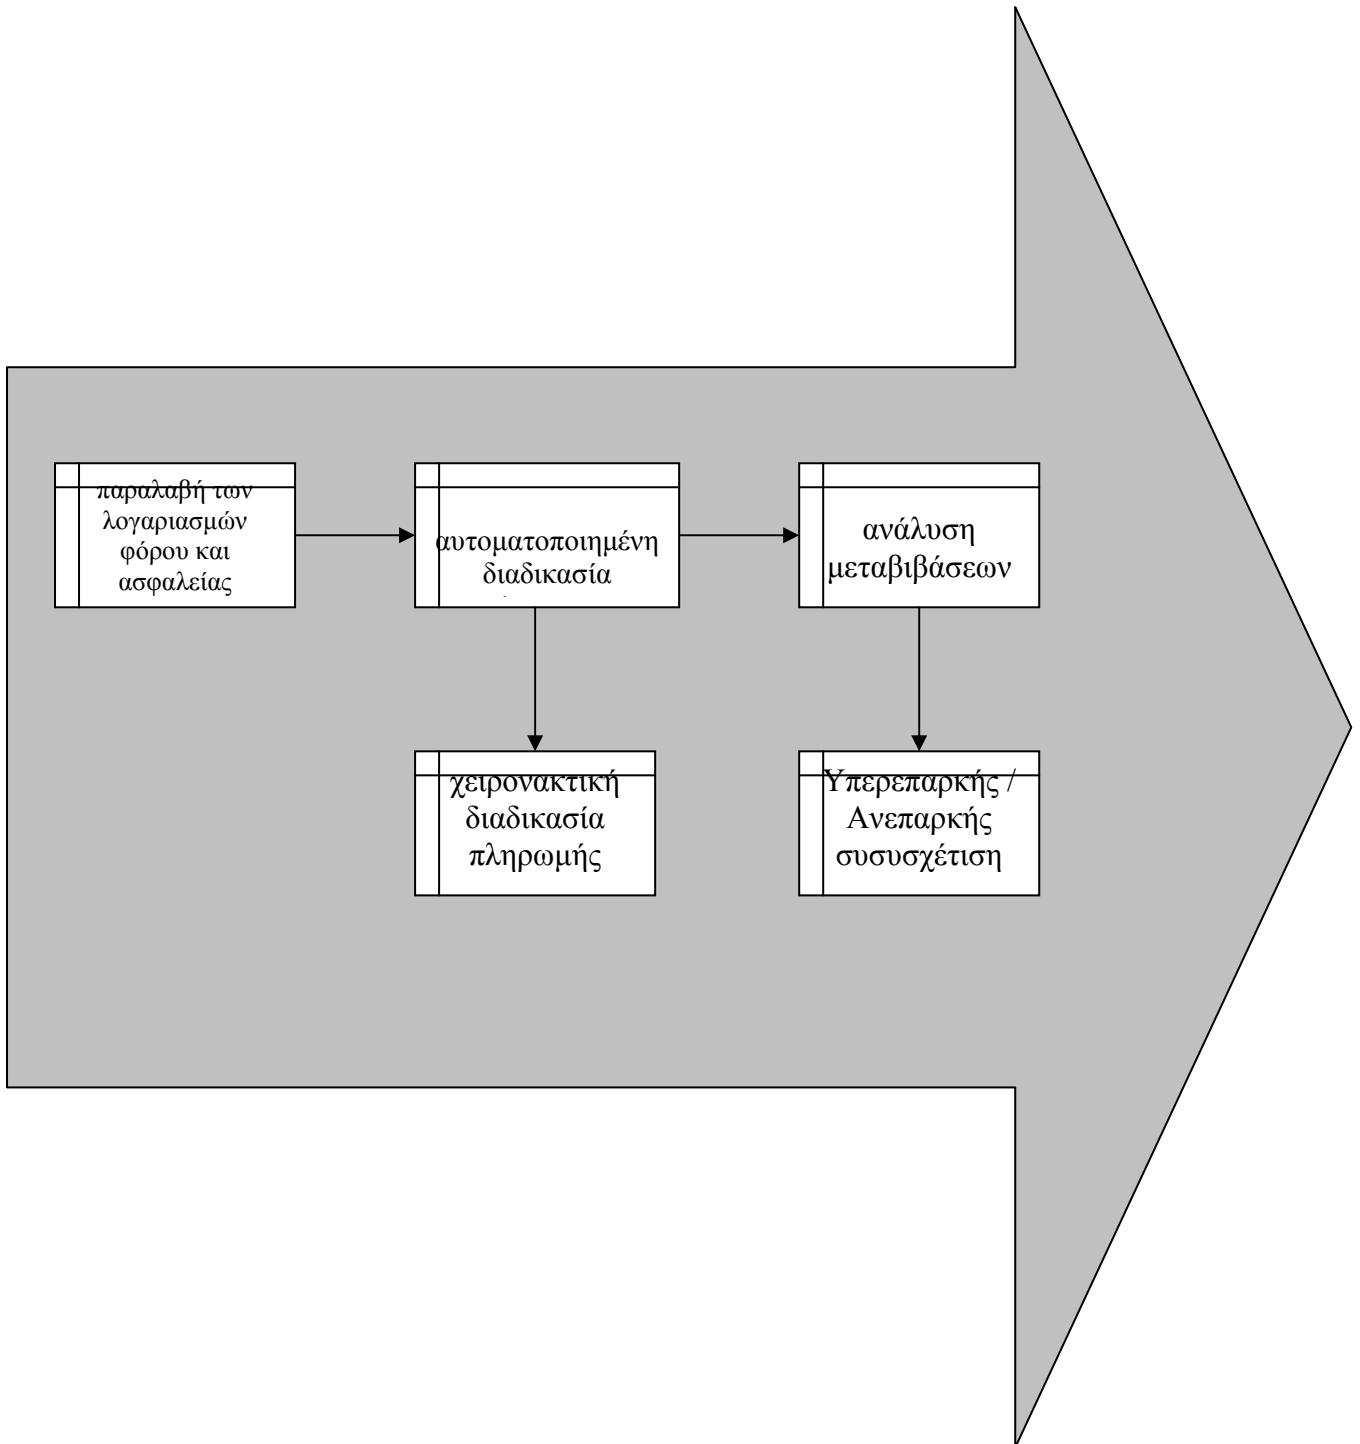 παραλαβή των
λογαριασμών
φόρου και
ασφαλείας
αυτοματοποιημένη
διαδικασία
ανάλυση
μεταβιβάσεων
χειρονακτική
διαδικασία
πληρωμής
Υπερεπαρκής /
Ανεπαρκής
συσυσχέτιση